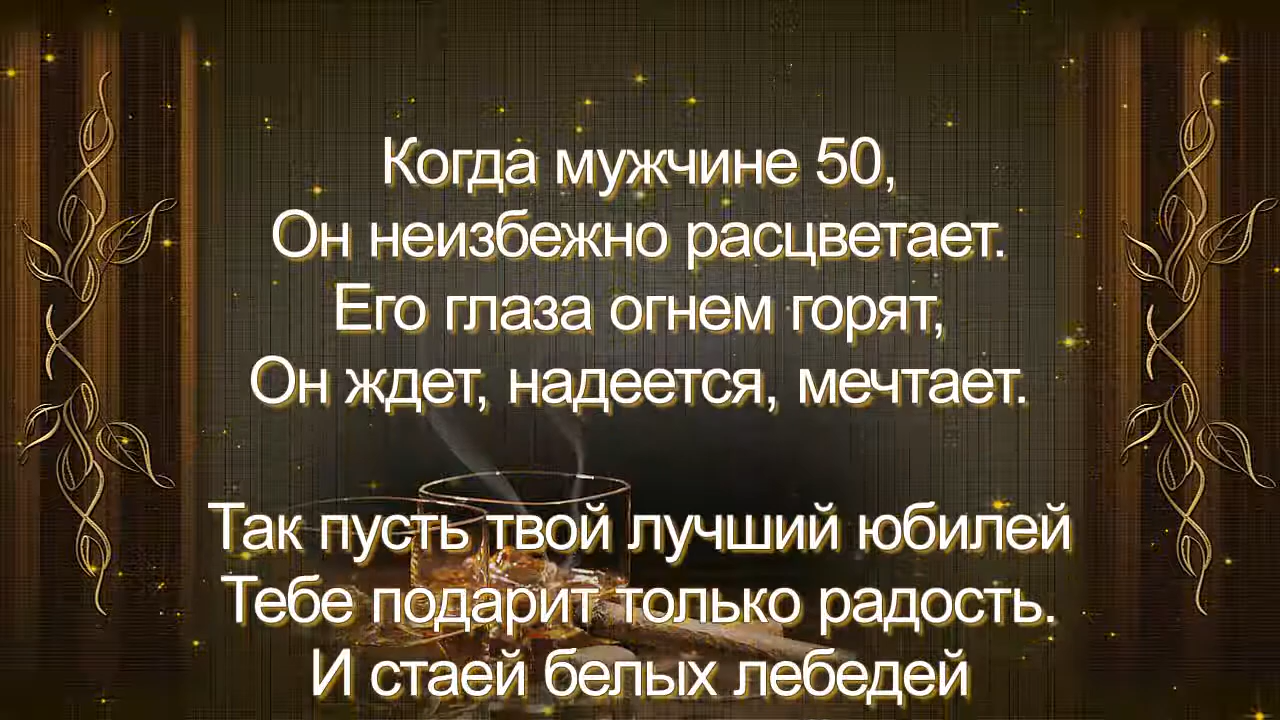 Когда мужчине 50,
Он неизбежно расцветает.
Его глаза огнем горят,
Он ждет, надеется, мечтает.
Так пусть твой лучший юбилей
Тебе подарит только радость.
И стаей белых лебедей